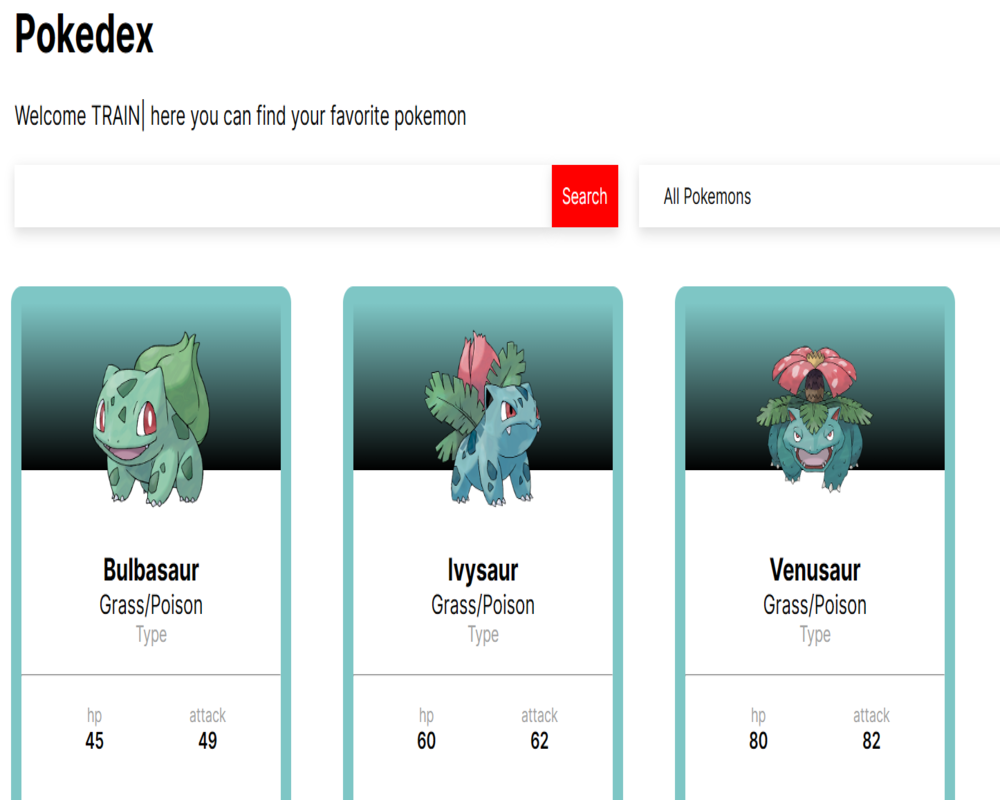 Pokedex
Welcome TRAIN| here you can find your favorite pokemon
Search
All Pokemons
Bulbasaur
Grass/Poison
Type
hp attack
45 49
Ivysaur
Grass/Poison
Type
hp attack
60 62
Venusaur
Grass/Poison
Type
hp attack
80 82